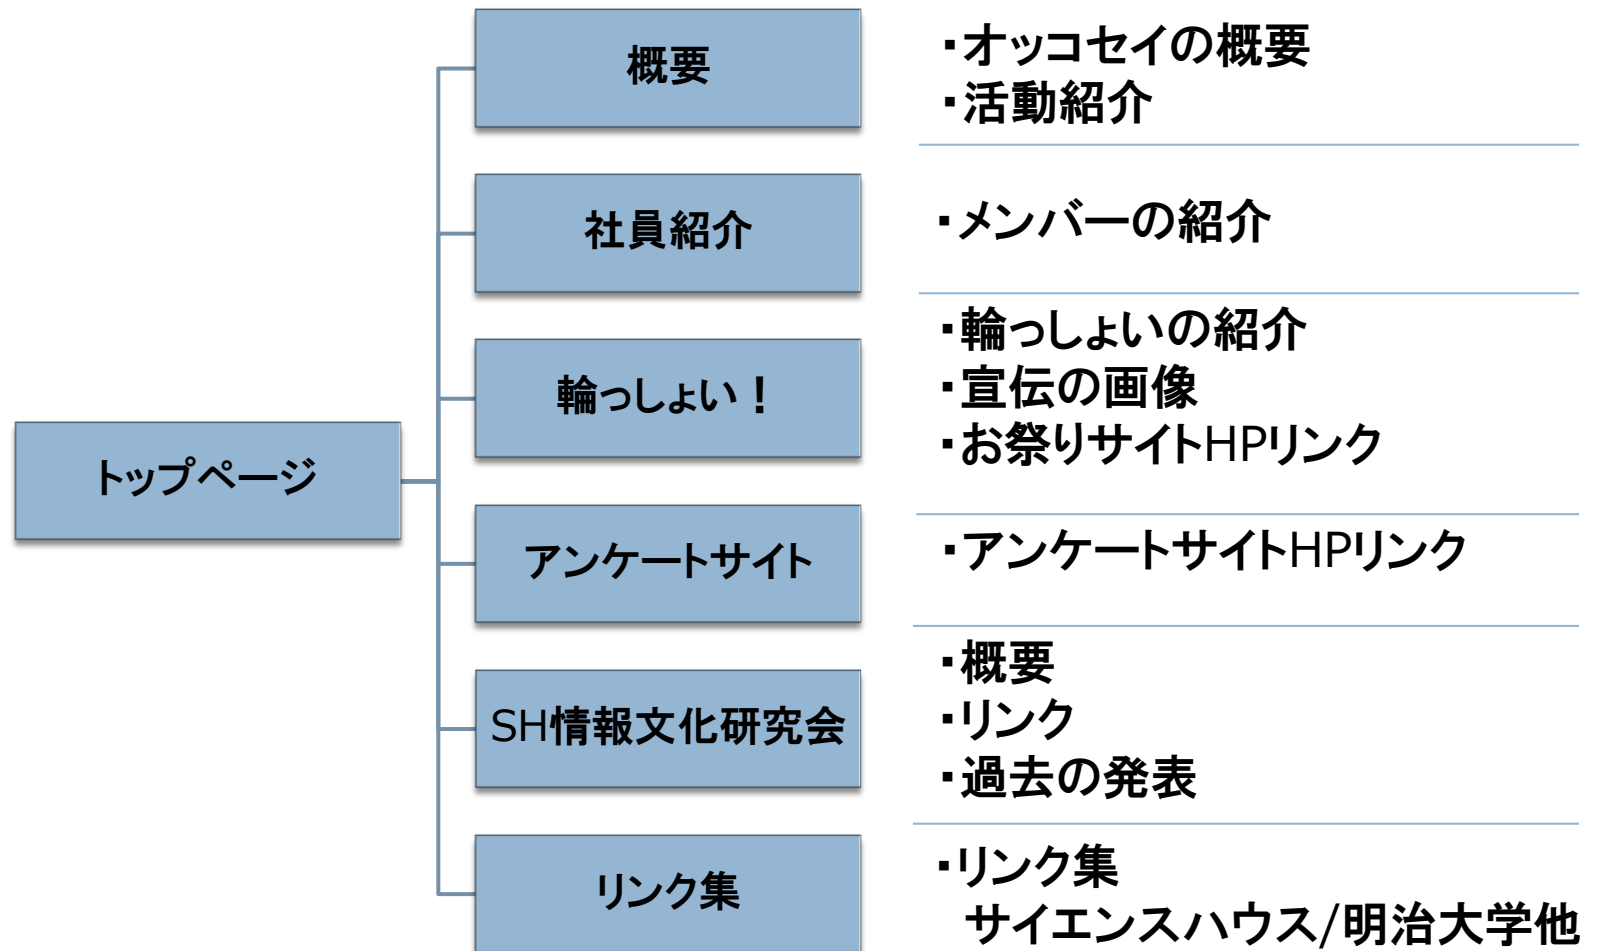 概要
・オッコセイの概要
・活動紹介
社員紹介
・メンバーの紹介
輪っしょい！
・輪っしょいの紹介
・宣伝の画像
・お祭りサイトHPリンク
トップページ
アンケートサイト
・アンケートサイトHPリンク
SH情報文化研究会
・概要
・リンク
・過去の発表
リンク集
・リンク集
サイエンスハウス/明治大学他